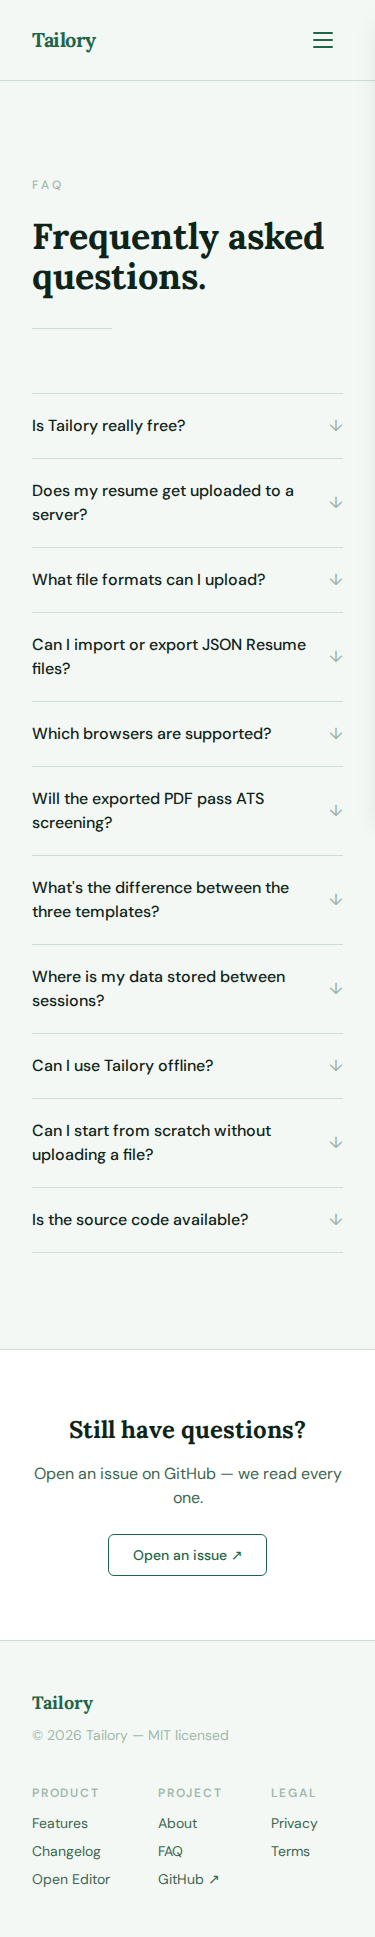 Tailory
FAQ
Frequently asked
questions.
Is Tailory really free?
Does my resume get uploaded to a
server?
What file formats can I upload?
Can I import or export JSON Resume
files?
Which browsers are supported?
Will the exported PDF pass ATS
screening?
What's the difference between the
three templates?
Where is my data stored between
sessions?
Can I use Tailory offline?
Can I start from scratch without
uploading a file?
Is the source code available?
Still have questions?
Open an issue on GitHub — we read every
one.
Open an issue ↗
Tailory
© 2026 Tailory — MIT licensed
PRODUCT
Features
Changelog
Open Editor
PROJECT
About
FAQ
GitHub ↗
LEGAL
Privacy
Terms